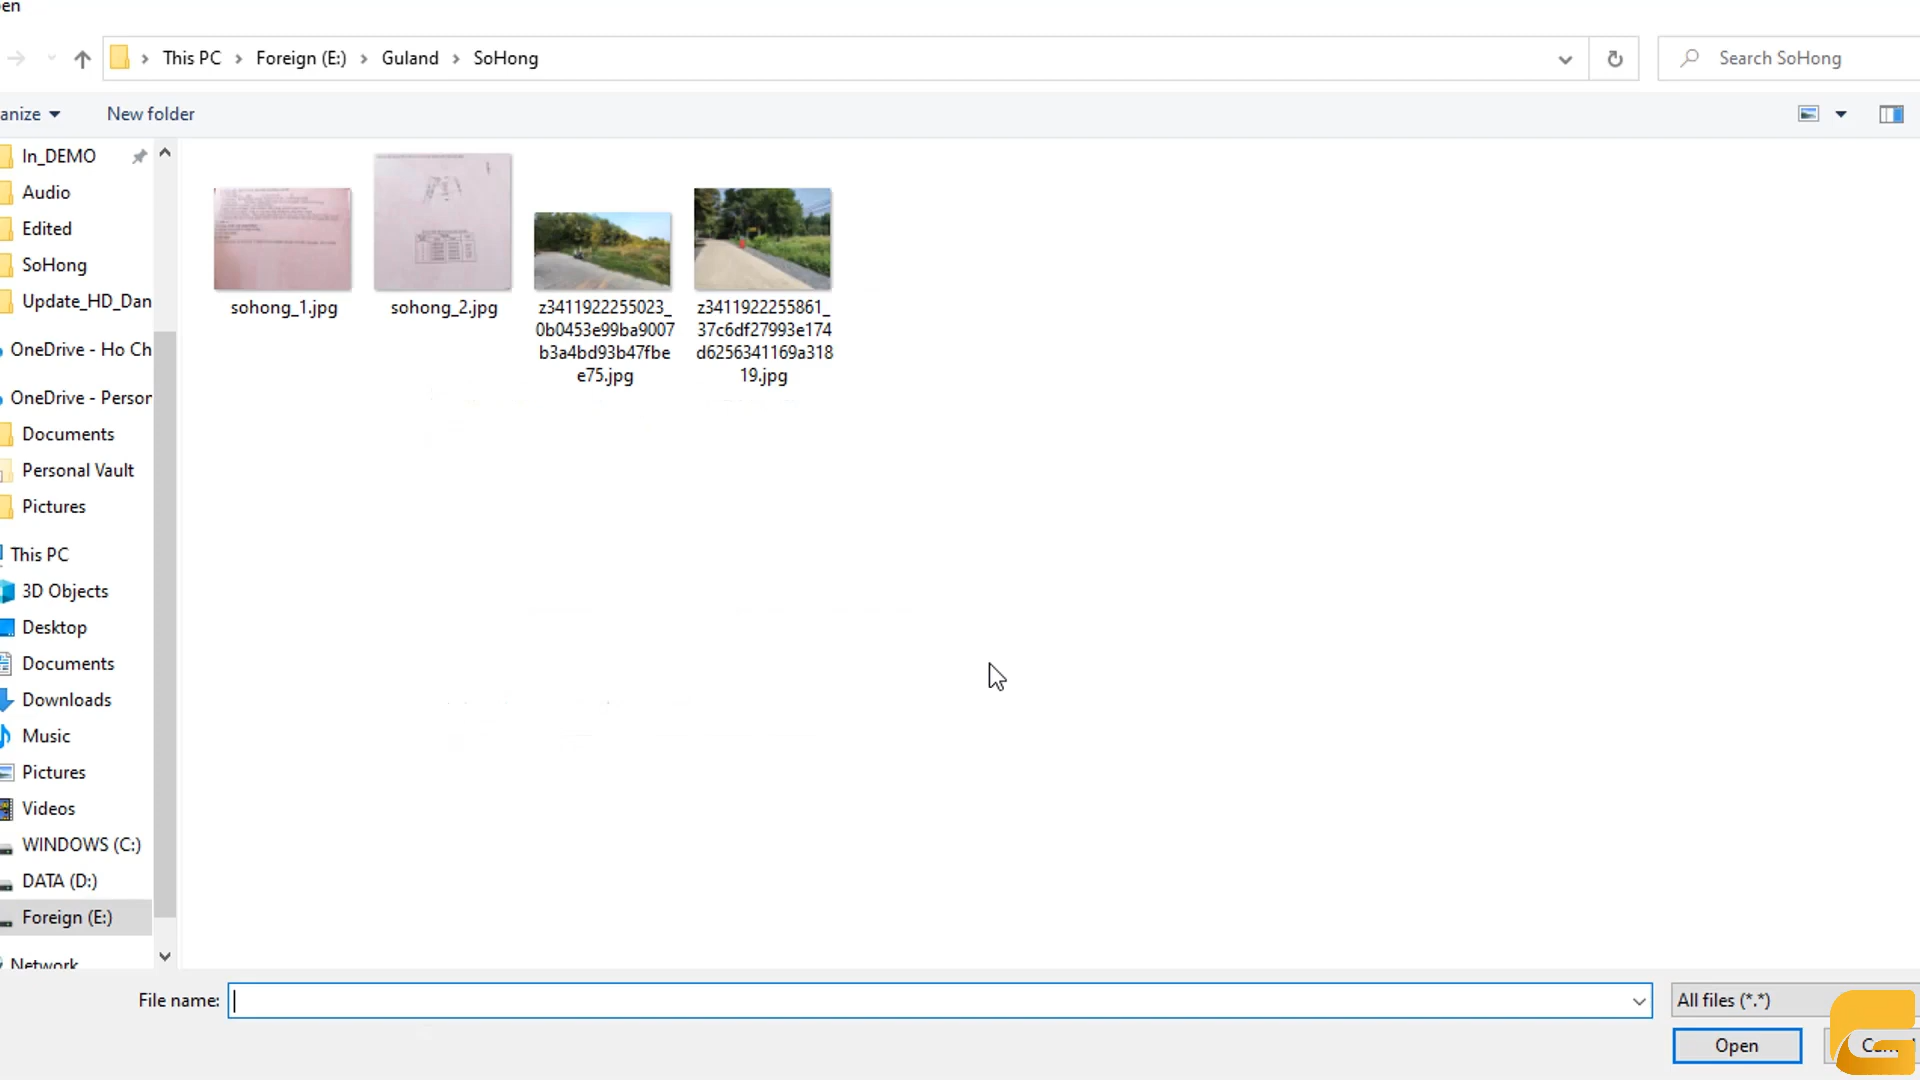 en
This PC
Foreign (E:)
Guland
SoHong
Search SoHong
anize
New folder
In_DEMO
Audio
Edited
SoHong
Update_HD_Dan
OneDrive - Ho Ch
OneDrive - Person
Documents
Personal Vault
Pictures
This PC
3D Objects
Desktop
Documents
Downloads
Music
Pictures
Videos
WINDOWS (C:)
DATA (D:)
Foreign (E:)
Network
sohong_1.jpg
sohong_2.jpg
z3411922255023_
0b0453e99ba9007
b3a4bd93b47fbe
e75.jpg
z3411922255861_
37c6df27993e174
d6256341169a318
19.jpg
File name:
All files (*.*)
Open